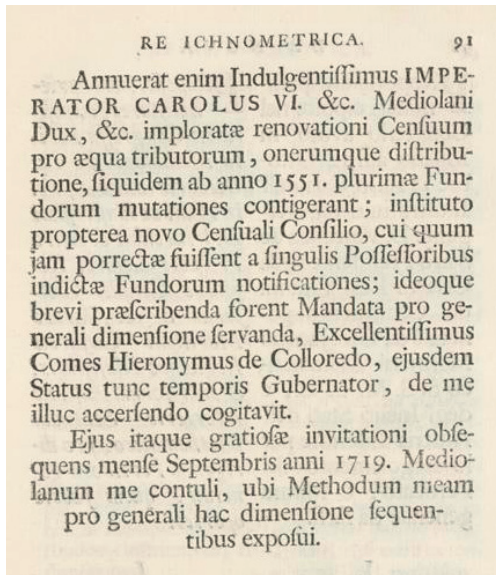 RE ICHNOMETRICA. 91
Annuerat enim Indulgentiſſimus IMPE-
RATOR CAROLUS VI. &c. Mediolani
Dux, &c. imploratæ renovationi Cenſuum
pro æqua tributorum, onerumque diſtribu-
tione, ſiquidem ab anno 1551. plurimæ Fun-
dorum mutationes contigerant; inſtituto
propterea novo Cenſuali Conſilio, cui quum
jam porrectæ fuiſſent a ſingulis Poſſeſſoribus
indictæ Fundorum notificationes; ideoque
brevi præſcribenda forent Mandata pro ge-
nerali dimenſione ſervanda, Excellentiſſimus
Comes Hieronymus de Colloredo, ejusdem
Status tunc temporis Gubernator, de me
illuc accerſendo cogitavit.
Ejus itaque gratioſæ invitationi obſe-
quens menſe Septembris anni 1719. Medio-
lanum me contuli, ubi Methodum meam
prò generali hac dimenſione ſequen-
tibus expoſui.